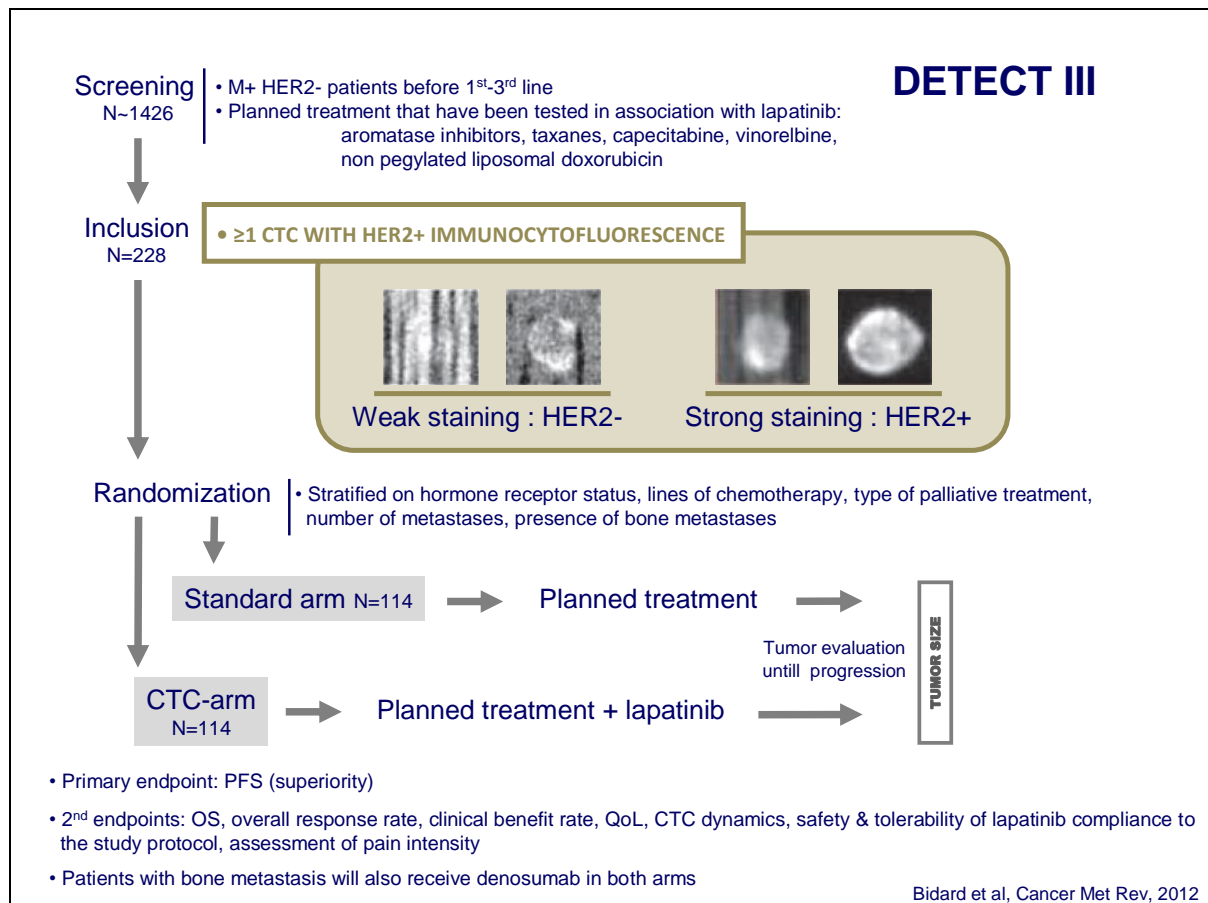 DETECT III
Screening
N~1426
• M+ HER2- patients before 1st-3rd line
• Planned treatment that have been tested in association with lapatinib:
aromatase inhibitors, taxanes, capecitabine, vinorelbine,
non pegylated liposomal doxorubicin
Inclusion
N=228
• ≥1 CTC WITH HER2+ IMMUNOCYTOFLUORESCENCE
Weak staining : HER2-
Strong staining : HER2+
Randomization
• Stratified on hormone receptor status, lines of chemotherapy, type of palliative treatment,
number of metastases, presence of bone metastases
Standard arm N=114
Planned treatment
Tumor evaluation
untill progression
TUMOR SIZE
CTC-arm
N=114
Planned treatment + lapatinib
• Primary endpoint: PFS (superiority)
• 2nd endpoints: OS, overall response rate, clinical benefit rate, QoL, CTC dynamics, safety & tolerability of lapatinib compliance to
the study protocol, assessment of pain intensity
• Patients with bone metastasis will also receive denosumab in both arms
Bidard et al, Cancer Met Rev, 2012